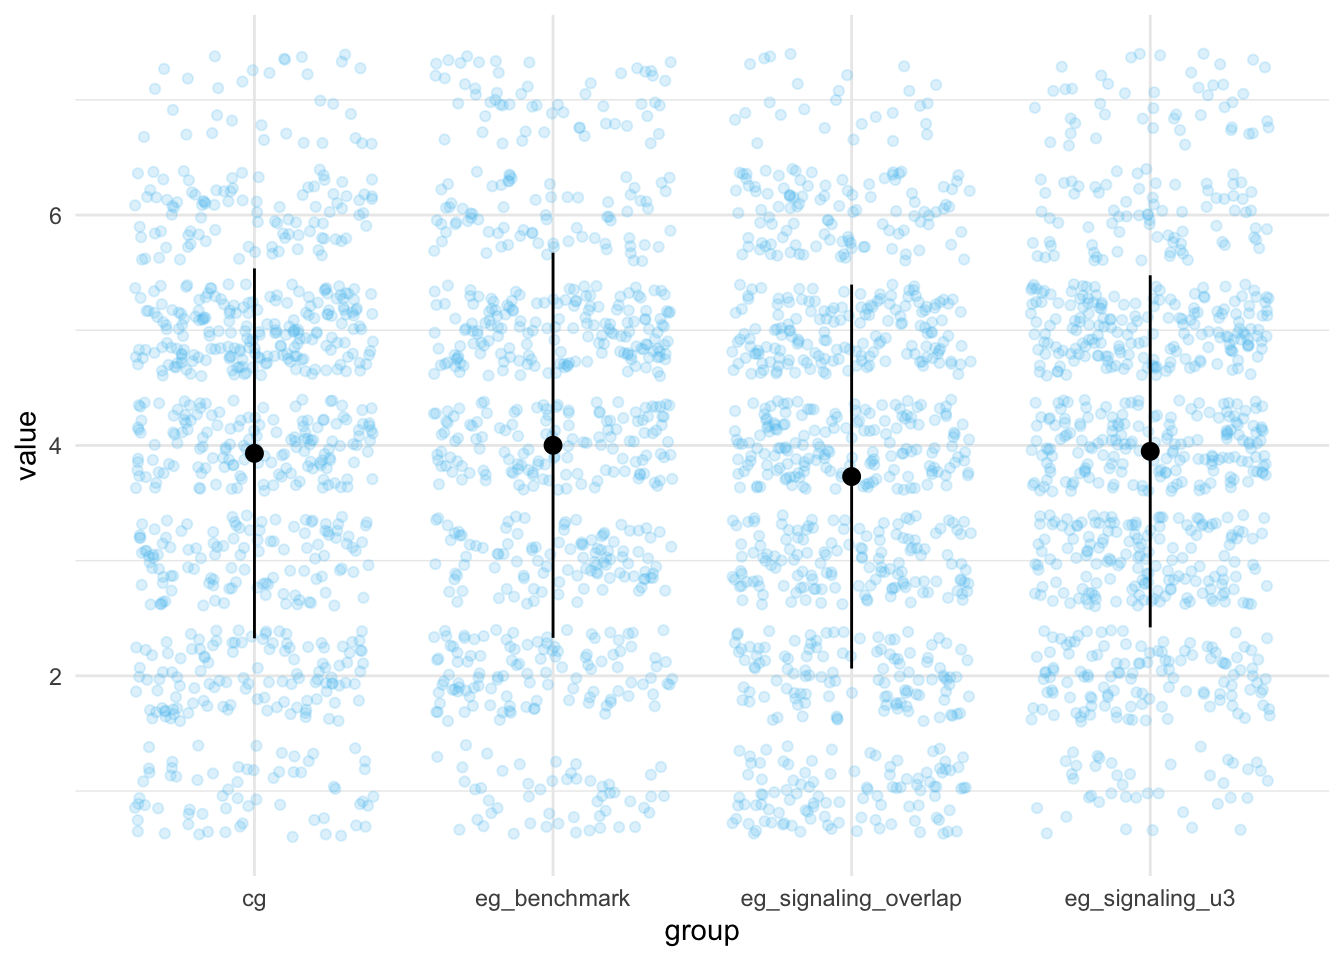 value
6
4
2
cg
eg_benchmark
eg_signaling_overlap
eg_signaling_u3
group